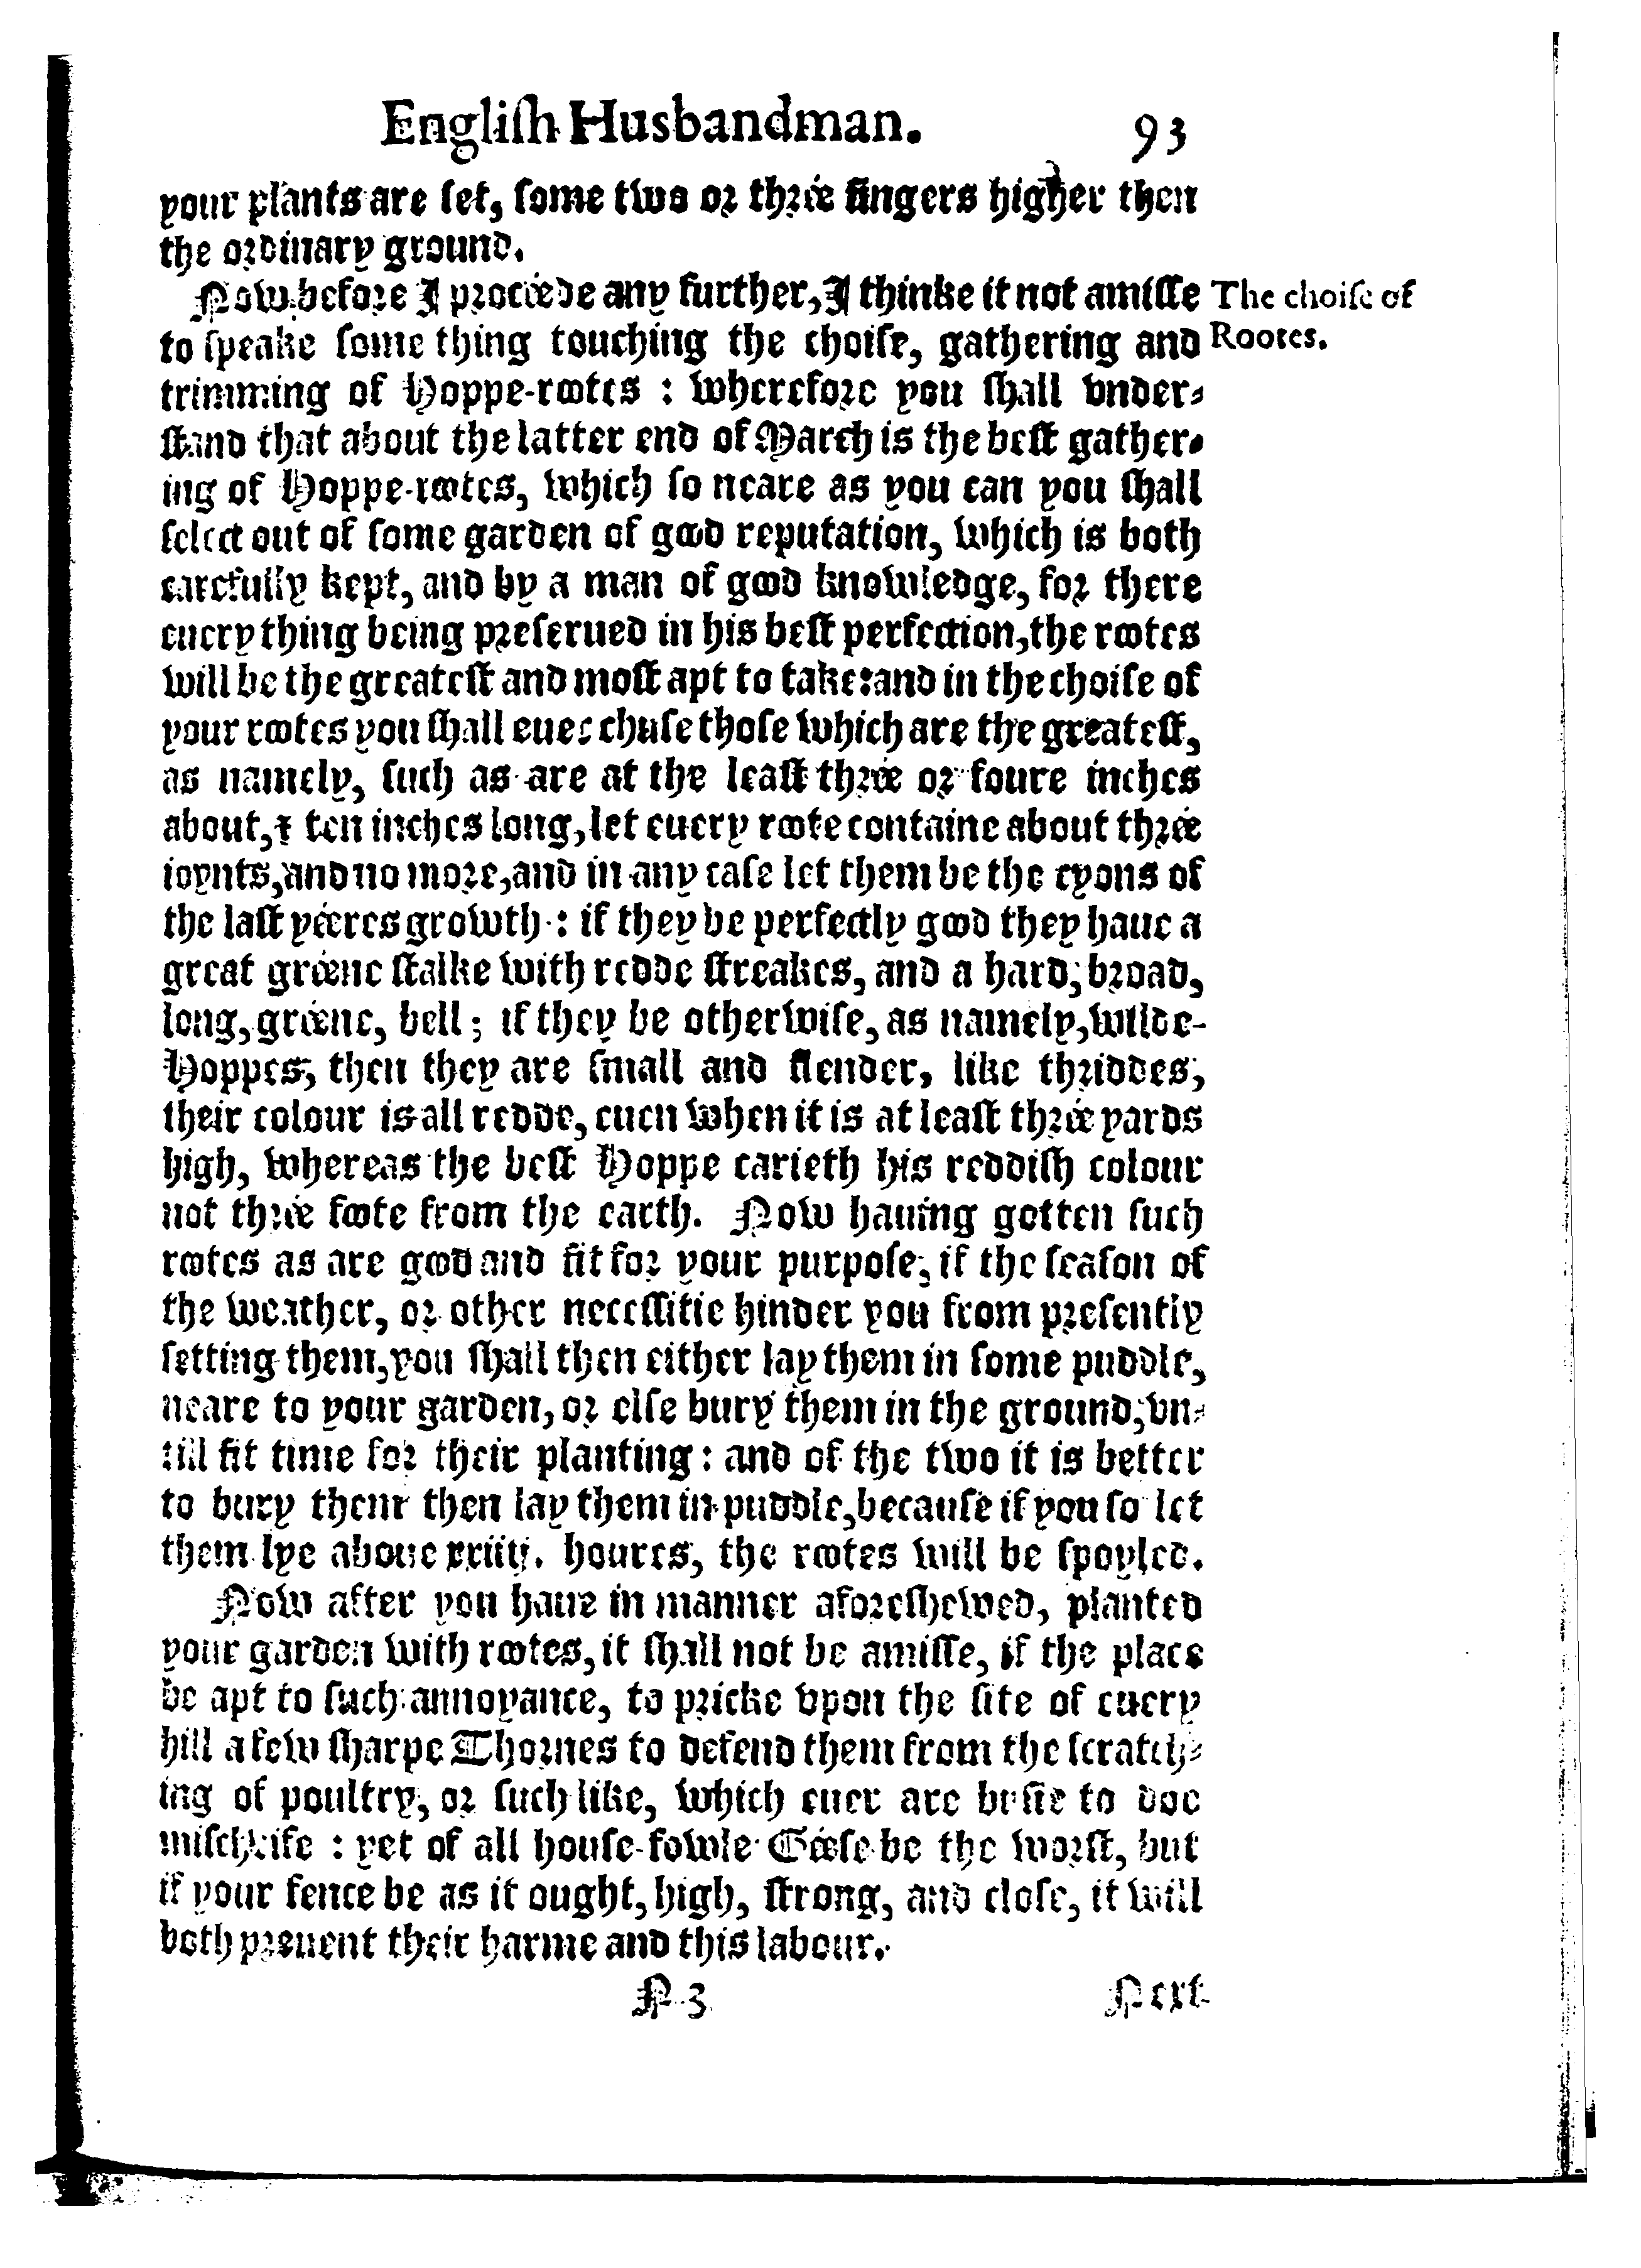 Engliſh Husbandman. 93
your plants are ſet, ſome two or thrée fingers higher then
the ordinary ground.
Now before I procéede any further, I thinke it not amiſſe
The choiſe of
to ſpeake ſome thing touching the choiſe, gathering and
Rootes.
trimming of Hoppe-rootes : wherefore you ſhall vnder-
ſtand that about the latter end of March is the beſt gather-
ing of Hoppe-rootes, which ſo neare as you can you ſhall
ſelect out of ſome garden of good reputation, which is both
carefully kept, and by a man of good knowledge, for there
euery thing being preſerued in his beſt perfection, the rootes
will be the greateſt and moſt apt to take: and in the choiſe of
your rootes you ſhall euer chuſe thoſe which are the greateſt,
as namely, ſuch as are at the leaſt thrée or foure inches
about, & ten inches long, let euery roote containe about thrée
ioynts, and no more, and in any caſe let them be the cyons of
the laſt yéeres growth : if they be perfectly good they haue a
great gréene ſtalke with redde ſtreakes, and a hard, broad,
long, gréene, bell ; if they be otherwiſe, as namely, wilde-
Hoppes, then they are ſmall and ſlender, like thriddes,
their colour is all redde, euen when it is at leaſt thrée yards
high, whereas the beſt Hoppe carieth his reddiſh colour
not thrée foote from the earth. Now hauing gotten ſuch
rootes as are good and fit for your purpoſe, if the ſeaſon of
the weather, or other neceſſitie hinder you from preſently
ſetting them, you ſhall then either lay them in ſome puddle,
neare to your garden, or elſe bury them in the ground, vn-
till fit time for their planting : and of the two it is better
to bury them then lay them in puddle, becauſe if you ſo let
them lye aboue xxiiij. houres, the rootes will be ſpoyled.
Now after you haue in manner aforeſhewed, planted
your garden with rootes, it ſhall not be amiſſe, if the place
be apt to ſuch annoyance, to pricke vpon the ſite of euery
hill a few ſharpe Thornes to defend them from the ſcratch-
ing of poultry, or ſuch like, which euer are buſie to doe
miſchiefe : yet of all houſe-fowle Géeſe be the worſt, but
if your fence be as it ought, high, ſtrong, and cloſe, it will
both preuent their harme and this labour.
N 3 Next